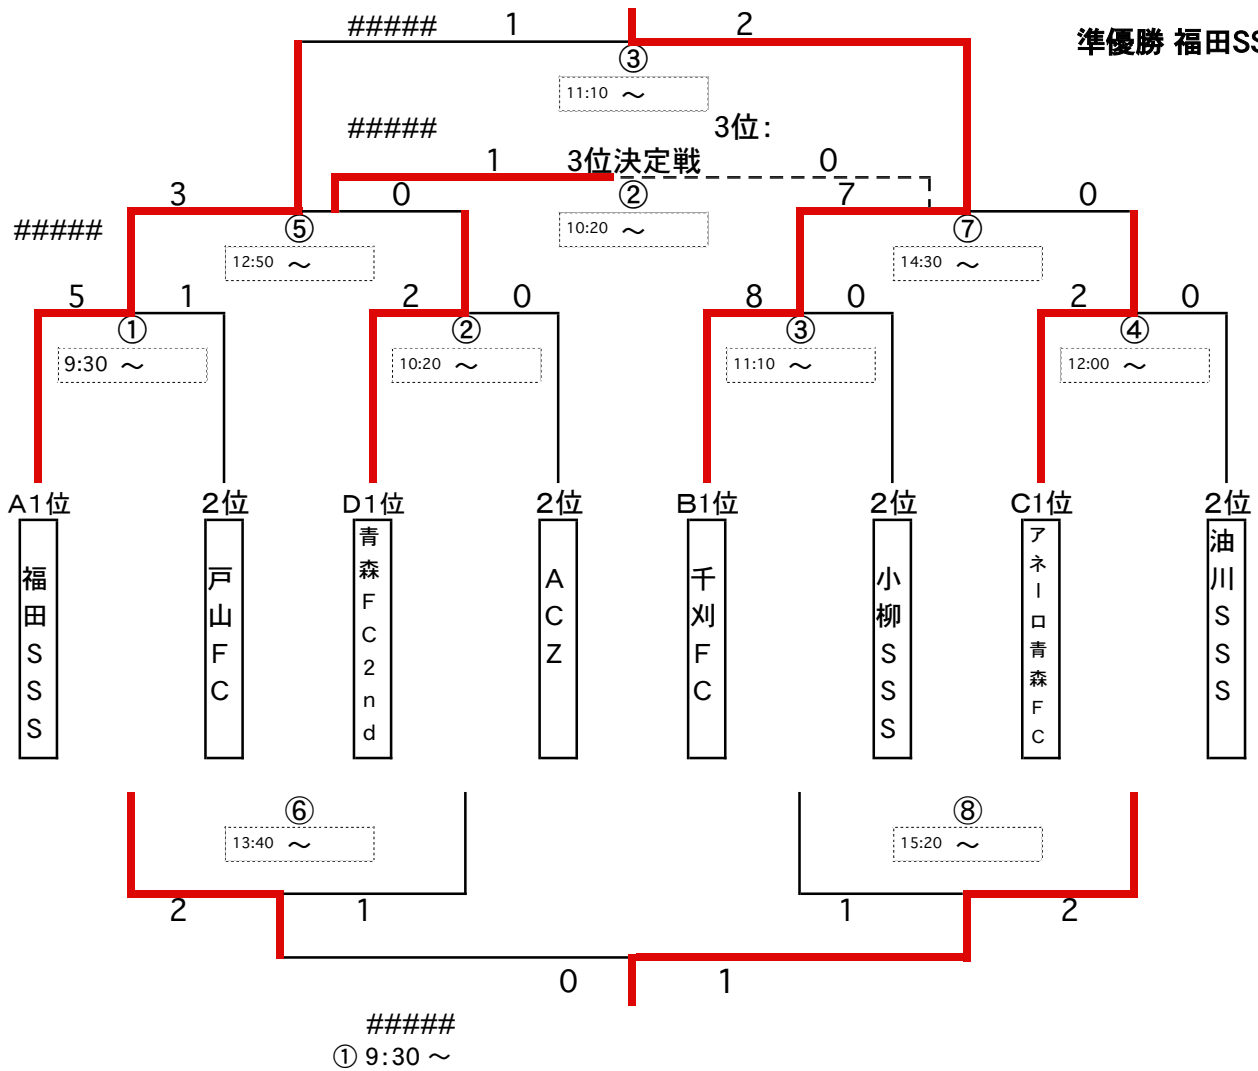 ##### 1 2
準優勝 福田SS
③
11:10 ～
##### 3位:
1 3位決定戦 0
3 0 ② 7 0
##### ⑤ 10:20 ～ ⑦
12:50 ～ 14:30 ～
5 1 2 0 8 0 2 0
① ② ③ ④
9:30 ～ 10:20 ～ 11:10 ～ 12:00 ～
A1位 2位 D1位 2位 B1位 2位 C1位 2位
福田SSS
戸山FC
青森FC2nd
ACZ
千刈FC
小柳SSS
アネーロ青森FC
油川SSS
⑥ ⑧
13:40 ～ 15:20 ～
2 1 1 2
0 1
#####
① 9:30 ～